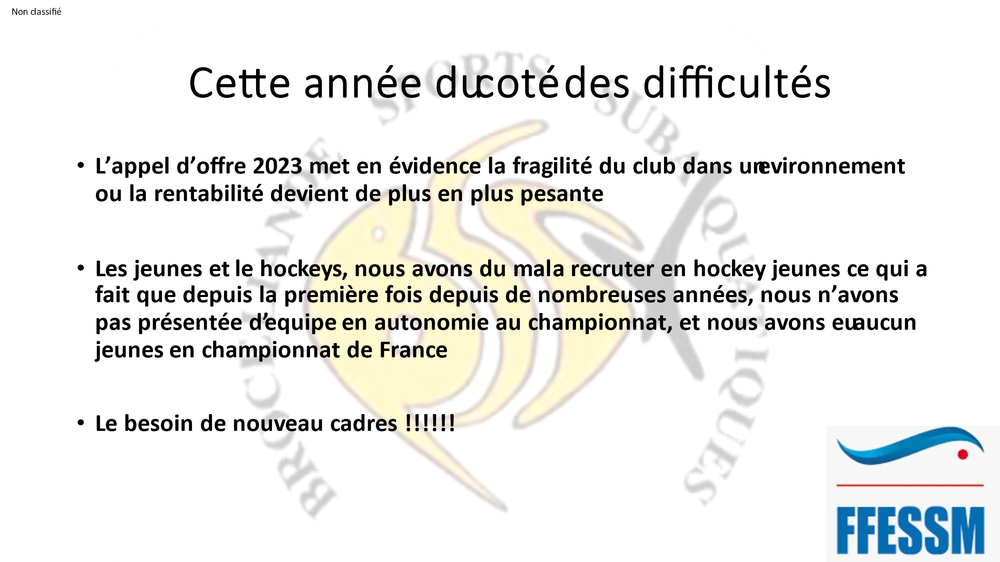 Non classifié
Cette année du coté des difficultés
SPORTS SUBAQUATIQUES
BROCELIANDE
• L’appel d’offre 2023 met en évidence la fragilité du club dans un evironnement
ou la rentabilité devient de plus en plus pesante
• Les jeunes et le hockeys, nous avons du mal a recruter en hockey jeunes ce qui a
fait que depuis la première fois depuis de nombreuses années, nous n’avons
pas présentée d’equipe en autonomie au championnat, et nous avons eu aucun
jeunes en championnat de France
• Le besoin de nouveau cadres !!!!!!
FFESSM